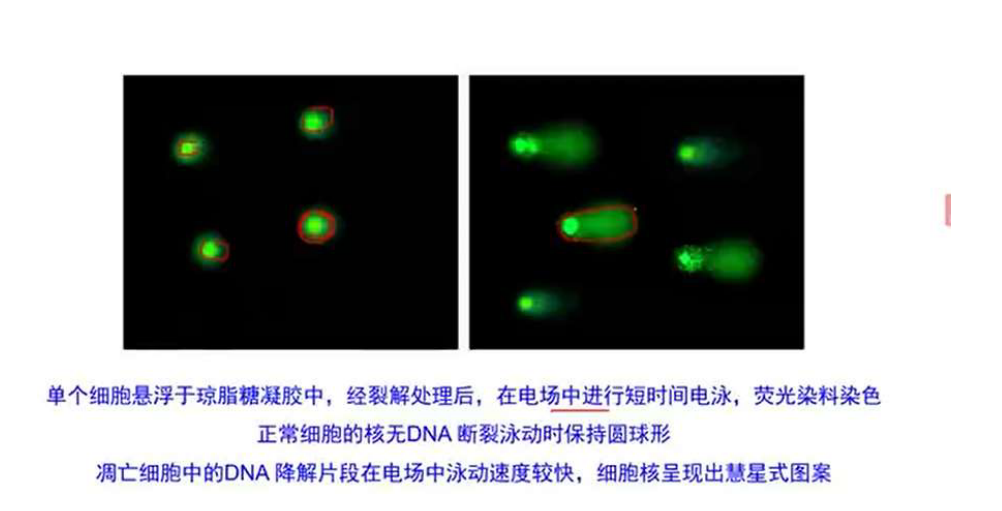 单个细胞悬浮于琼脂糖凝胶中，经裂解处理后，在电场中进行短时间电泳，荧光染料染色
正常细胞的核无DNA 断裂泳动时保持圆球形
凋亡细胞中的DNA 降解片段在电场中泳动速度较快，细胞核呈现出慧星式图案